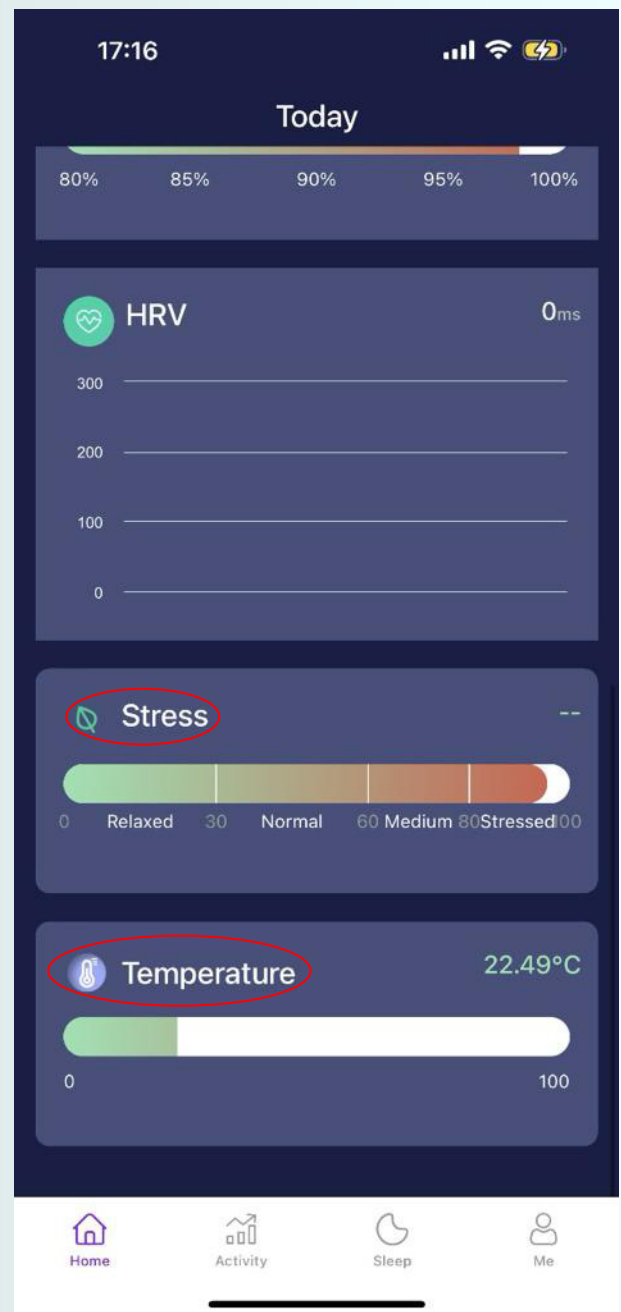 17:16
Today
80% 85% 90% 95% 100%
HRV 0ms
300
200
100
0
Stress --
0 Relaxed 30 Normal 60 Medium 80 Stressed 100
Temperature 22.49°C
0 100
Home Activity Sleep Me